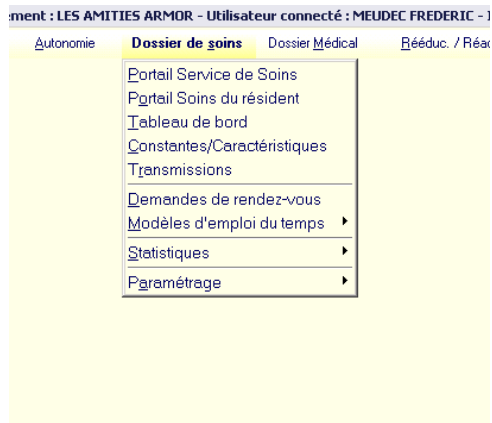 ement : LES AMITIES ARMOR - Utilisateur connecté : MEUDEC FREDERIC -
Autonomie Dossier de soins Dossier Médical Rééduc. / Réac
Portail Service de Soins
Portail Soins du résident
Tableau de bord
Constantes/Caractéristiques
Transmissions
Demandes de rendez-vous
Modèles d'emploi du temps
Statistiques
Paramétrage